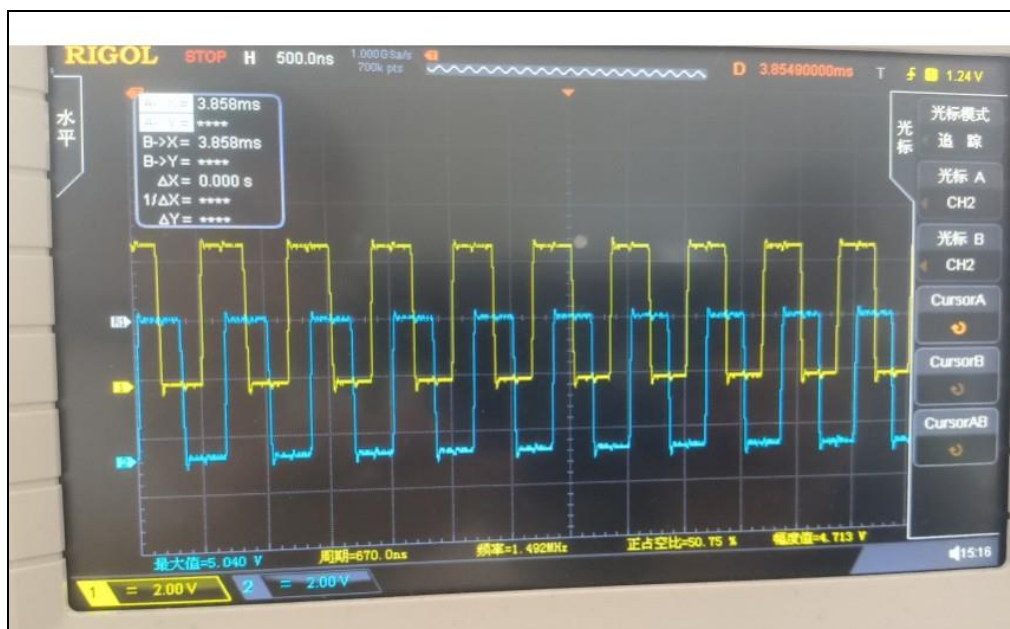 RIGOL STOP H 500.0ns 1.000GSa/s 700k pts D 3.85490000ms T 1.24 V
水平
3.858ms
****
B->X= 3.858ms
B->Y= ****
ΔX= 0.000 s
1/ΔX= ****
ΔY= ****
光标
光标模式
追 踪
光标 A
CH2
光标 B
CH2
CursorA
CursorB
CursorAB
最大值=5.040 V 周期=670.0ns 频率=1.492MHz 正占空比=50.75 % 幅度值=4.713 V
1 = 2.00 V 2 = 2.00 V
15:16